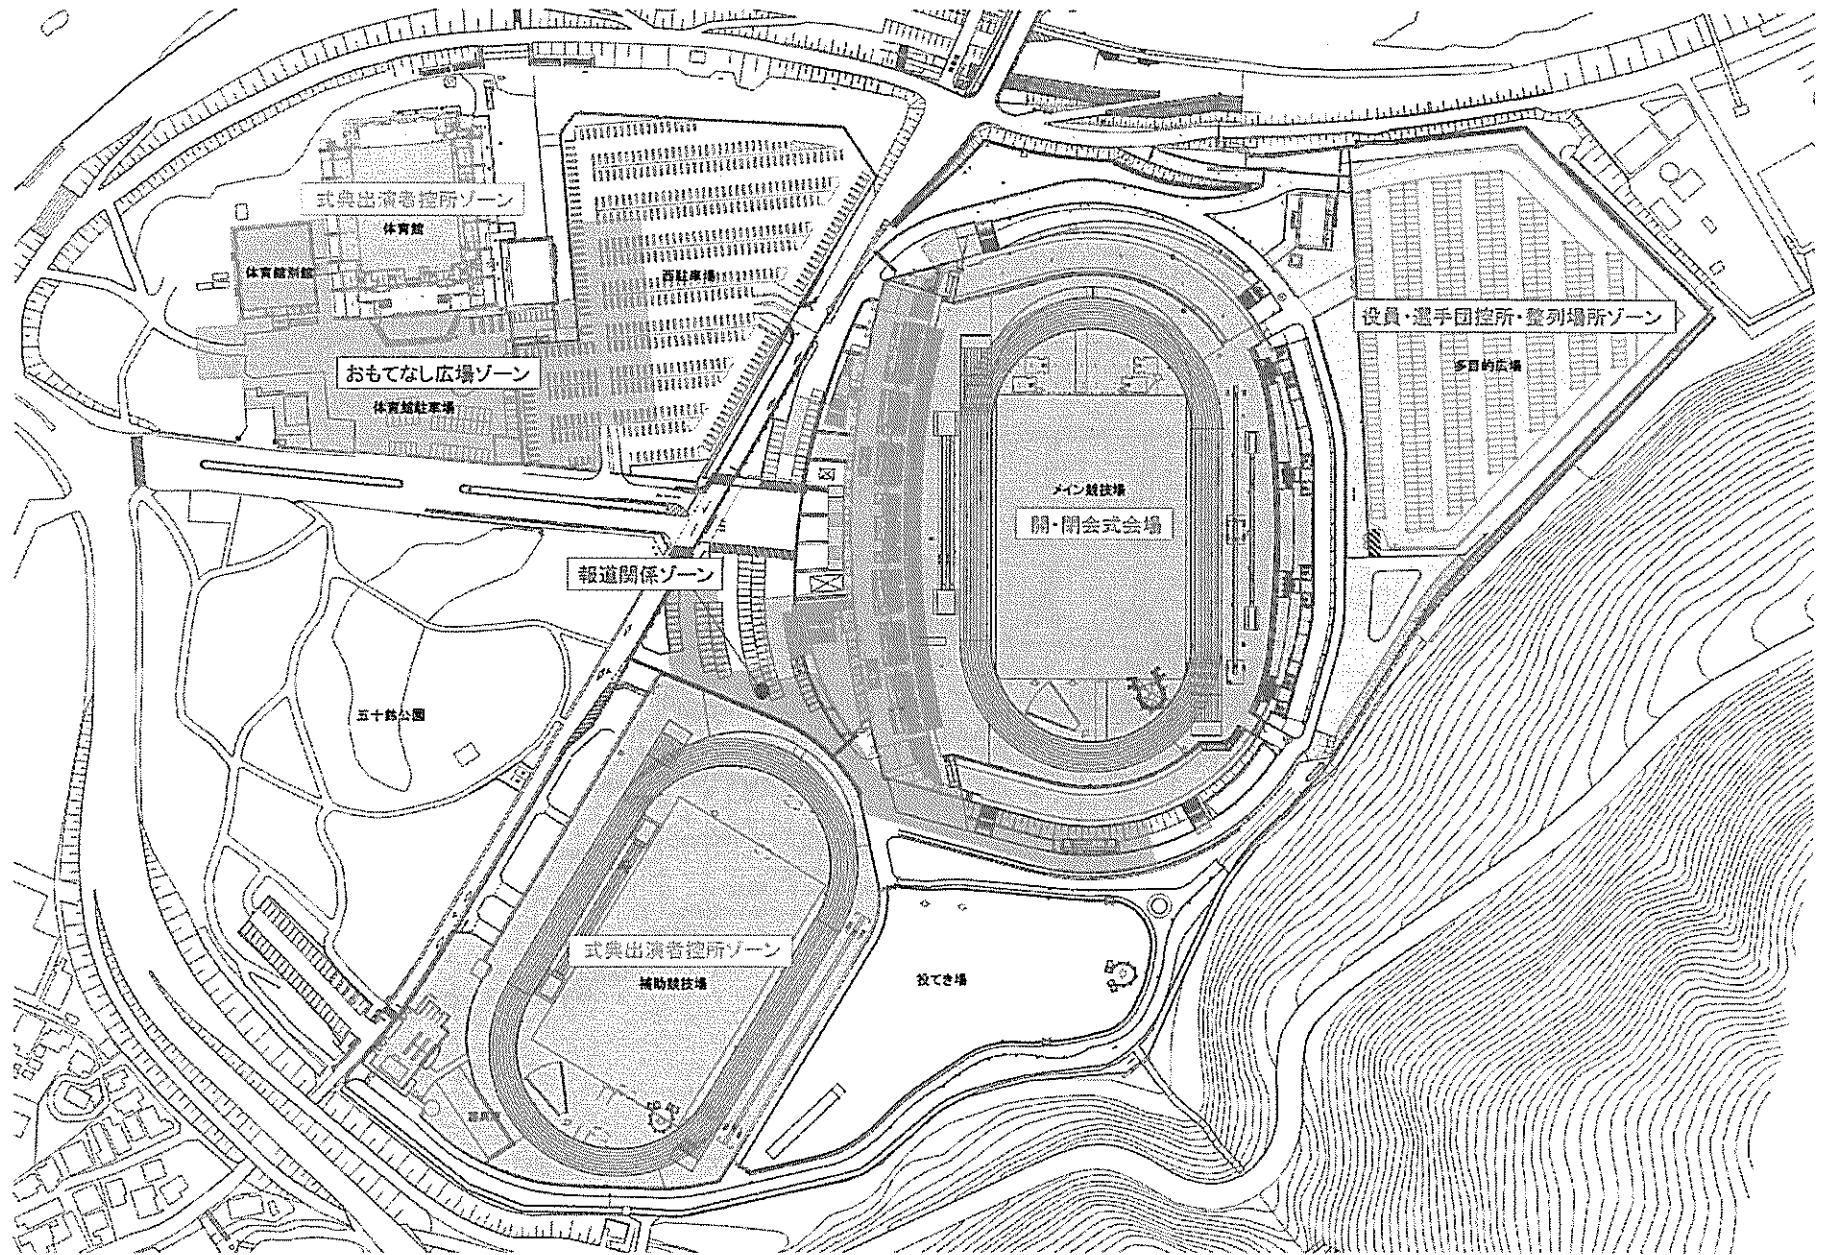 式典出演者控所ゾーン
体育館
体育館別館
西駐車場
おもてなし広場ゾーン
体育館駐車場
役員・選手団控所・整列場所ゾーン
多目的広場
メイン競技場
開・閉会式会場
報道関係ゾーン
五十鈴公園
式典出演者控所ゾーン
補助競技場
投てき場